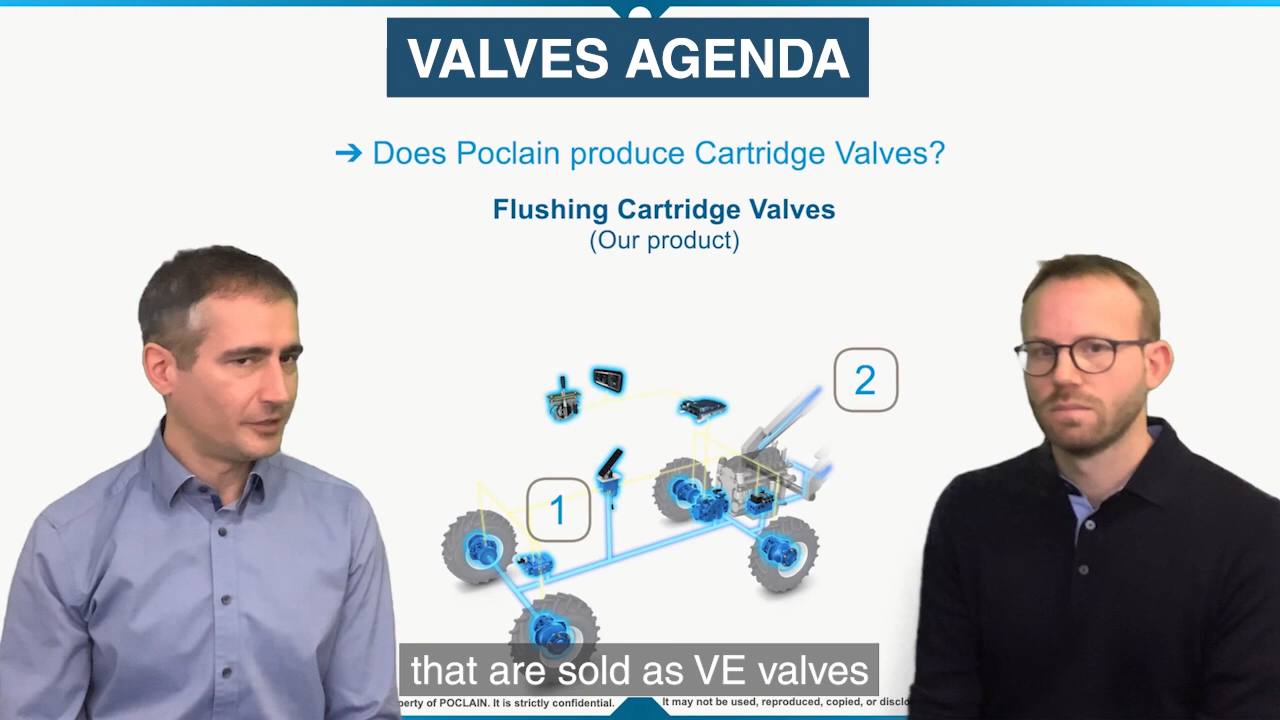 VALVES AGENDA
➔ Does Poclain produce Cartridge Valves?
Flushing Cartridge Valves
(Our product)
2
1
that are sold as VE valves
of POCLAIN. It is strictly confidential.
It may not be used, reproduced, copied, or